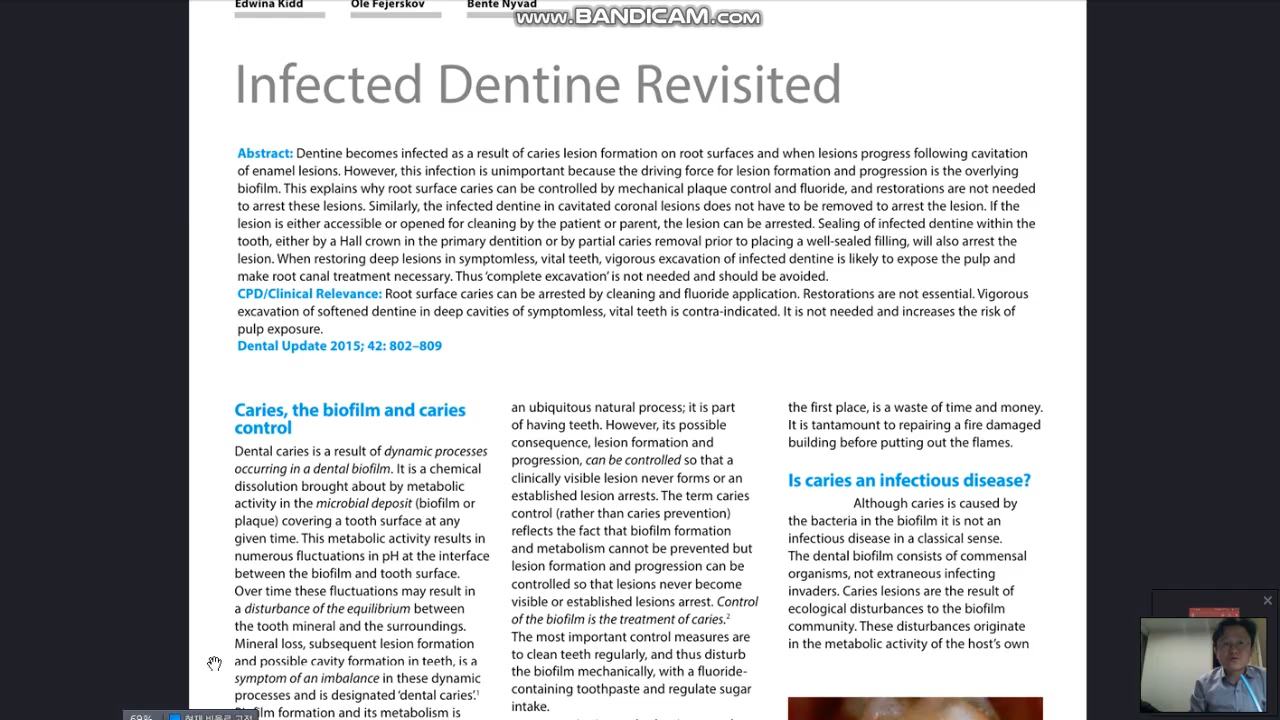 Edwina Kidd Ole Fejerskov Bente Nyvad
www.BANDICAM.com
Infected Dentine Revisited
Abstract: Dentine becomes infected as a result of caries lesion formation on root surfaces and when lesions progress following cavitation
of enamel lesions. However, this infection is unimportant because the driving force for lesion formation and progression is the overlying
biofilm. This explains why root surface caries can be controlled by mechanical plaque control and fluoride, and restorations are not needed
to arrest these lesions. Similarly, the infected dentine in cavitated coronal lesions does not have to be removed to arrest the lesion. If the
lesion is either accessible or opened for cleaning by the patient or parent, the lesion can be arrested. Sealing of infected dentine within the
tooth, either by a Hall crown in the primary dentition or by partial caries removal prior to placing a well-sealed filling, will also arrest the
lesion. When restoring deep lesions in symptomless, vital teeth, vigorous excavation of infected dentine is likely to expose the pulp and
make root canal treatment necessary. Thus ‘complete excavation’ is not needed and should be avoided.
CPD/Clinical Relevance: Root surface caries can be arrested by cleaning and fluoride application. Restorations are not essential. Vigorous
excavation of softened dentine in deep cavities of symptomless, vital teeth is contra-indicated. It is not needed and increases the risk of
pulp exposure.
Dental Update 2015; 42: 802–809
Caries, the biofilm and caries
control
Dental caries is a result of dynamic processes
occurring in a dental biofilm. It is a chemical
dissolution brought about by metabolic
activity in the microbial deposit (biofilm or
plaque) covering a tooth surface at any
given time. This metabolic activity results in
numerous fluctuations in pH at the interface
between the biofilm and tooth surface.
Over time these fluctuations may result in
a disturbance of the equilibrium between
the tooth mineral and the surroundings.
Mineral loss, subsequent lesion formation
and possible cavity formation in teeth, is a
symptom of an imbalance in these dynamic
processes and is designated ‘dental caries’.1
Biofilm formation and its metabolism is
an ubiquitous natural process; it is part
of having teeth. However, its possible
consequence, lesion formation and
progression, can be controlled so that a
clinically visible lesion never forms or an
established lesion arrests. The term caries
control (rather than caries prevention)
reflects the fact that biofilm formation
and metabolism cannot be prevented but
lesion formation and progression can be
controlled so that lesions never become
visible or established lesions arrest. Control
of the biofilm is the treatment of caries.2
The most important control measures are
to clean teeth regularly, and thus disturb
the biofilm mechanically, with a fluoride-
containing toothpaste and regulate sugar
intake.
the first place, is a waste of time and money.
It is tantamount to repairing a fire damaged
building before putting out the flames.
Is caries an infectious disease?
Although caries is caused by
the bacteria in the biofilm it is not an
infectious disease in a classical sense.
The dental biofilm consists of commensal
organisms, not extraneous infecting
invaders. Caries lesions are the result of
ecological disturbances to the biofilm
community. These disturbances originate
in the metabolic activity of the host’s own
69%